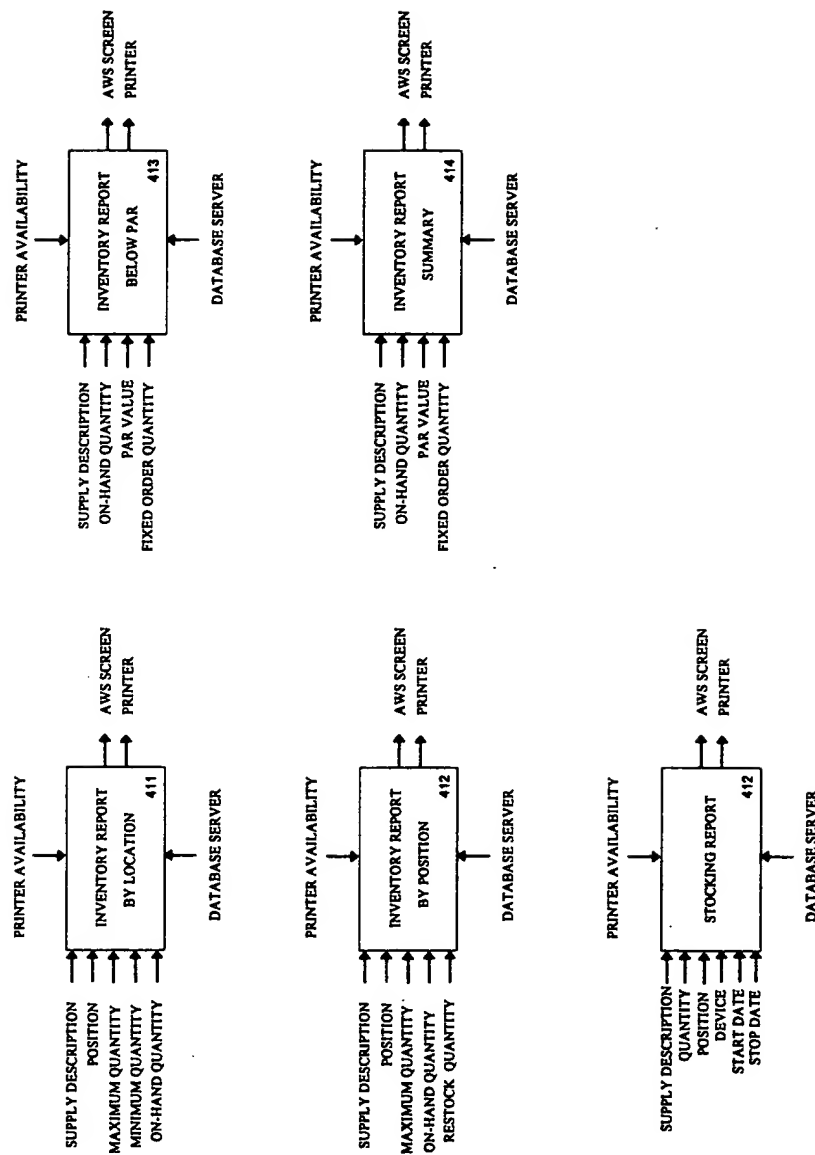 PRINTER AVAILABILITY
SUPPLY DESCRIPTION
POSITION
MAXIMUM QUANTITY
MINIMUM QUANTITY
ON-HAND QUANTITY
INVENTORY REPORT
BY LOCATION
411
AWS SCREEN
PRINTER
DATABASE SERVER
PRINTER AVAILABILITY
SUPPLY DESCRIPTION
ON-HAND QUANTITY
PAR VALUE
FIXED ORDER QUANTITY
INVENTORY REPORT
BELOW PAR
413
AWS SCREEN
PRINTER
DATABASE SERVER
PRINTER AVAILABILITY
SUPPLY DESCRIPTION
POSITION
MAXIMUM QUANTITY
ON-HAND QUANTITY
RESTOCK QUANTITY
INVENTORY REPORT
BY POSITION
412
AWS SCREEN
PRINTER
DATABASE SERVER
PRINTER AVAILABILITY
SUPPLY DESCRIPTION
ON-HAND QUANTITY
PAR VALUE
FIXED ORDER QUANTITY
INVENTORY REPORT
SUMMARY
414
AWS SCREEN
PRINTER
DATABASE SERVER
PRINTER AVAILABILITY
SUPPLY DESCRIPTION
QUANTITY
POSITION
DEVICE
START DATE
STOP DATE
STOCKING REPORT
412
AWS SCREEN
PRINTER
DATABASE SERVER